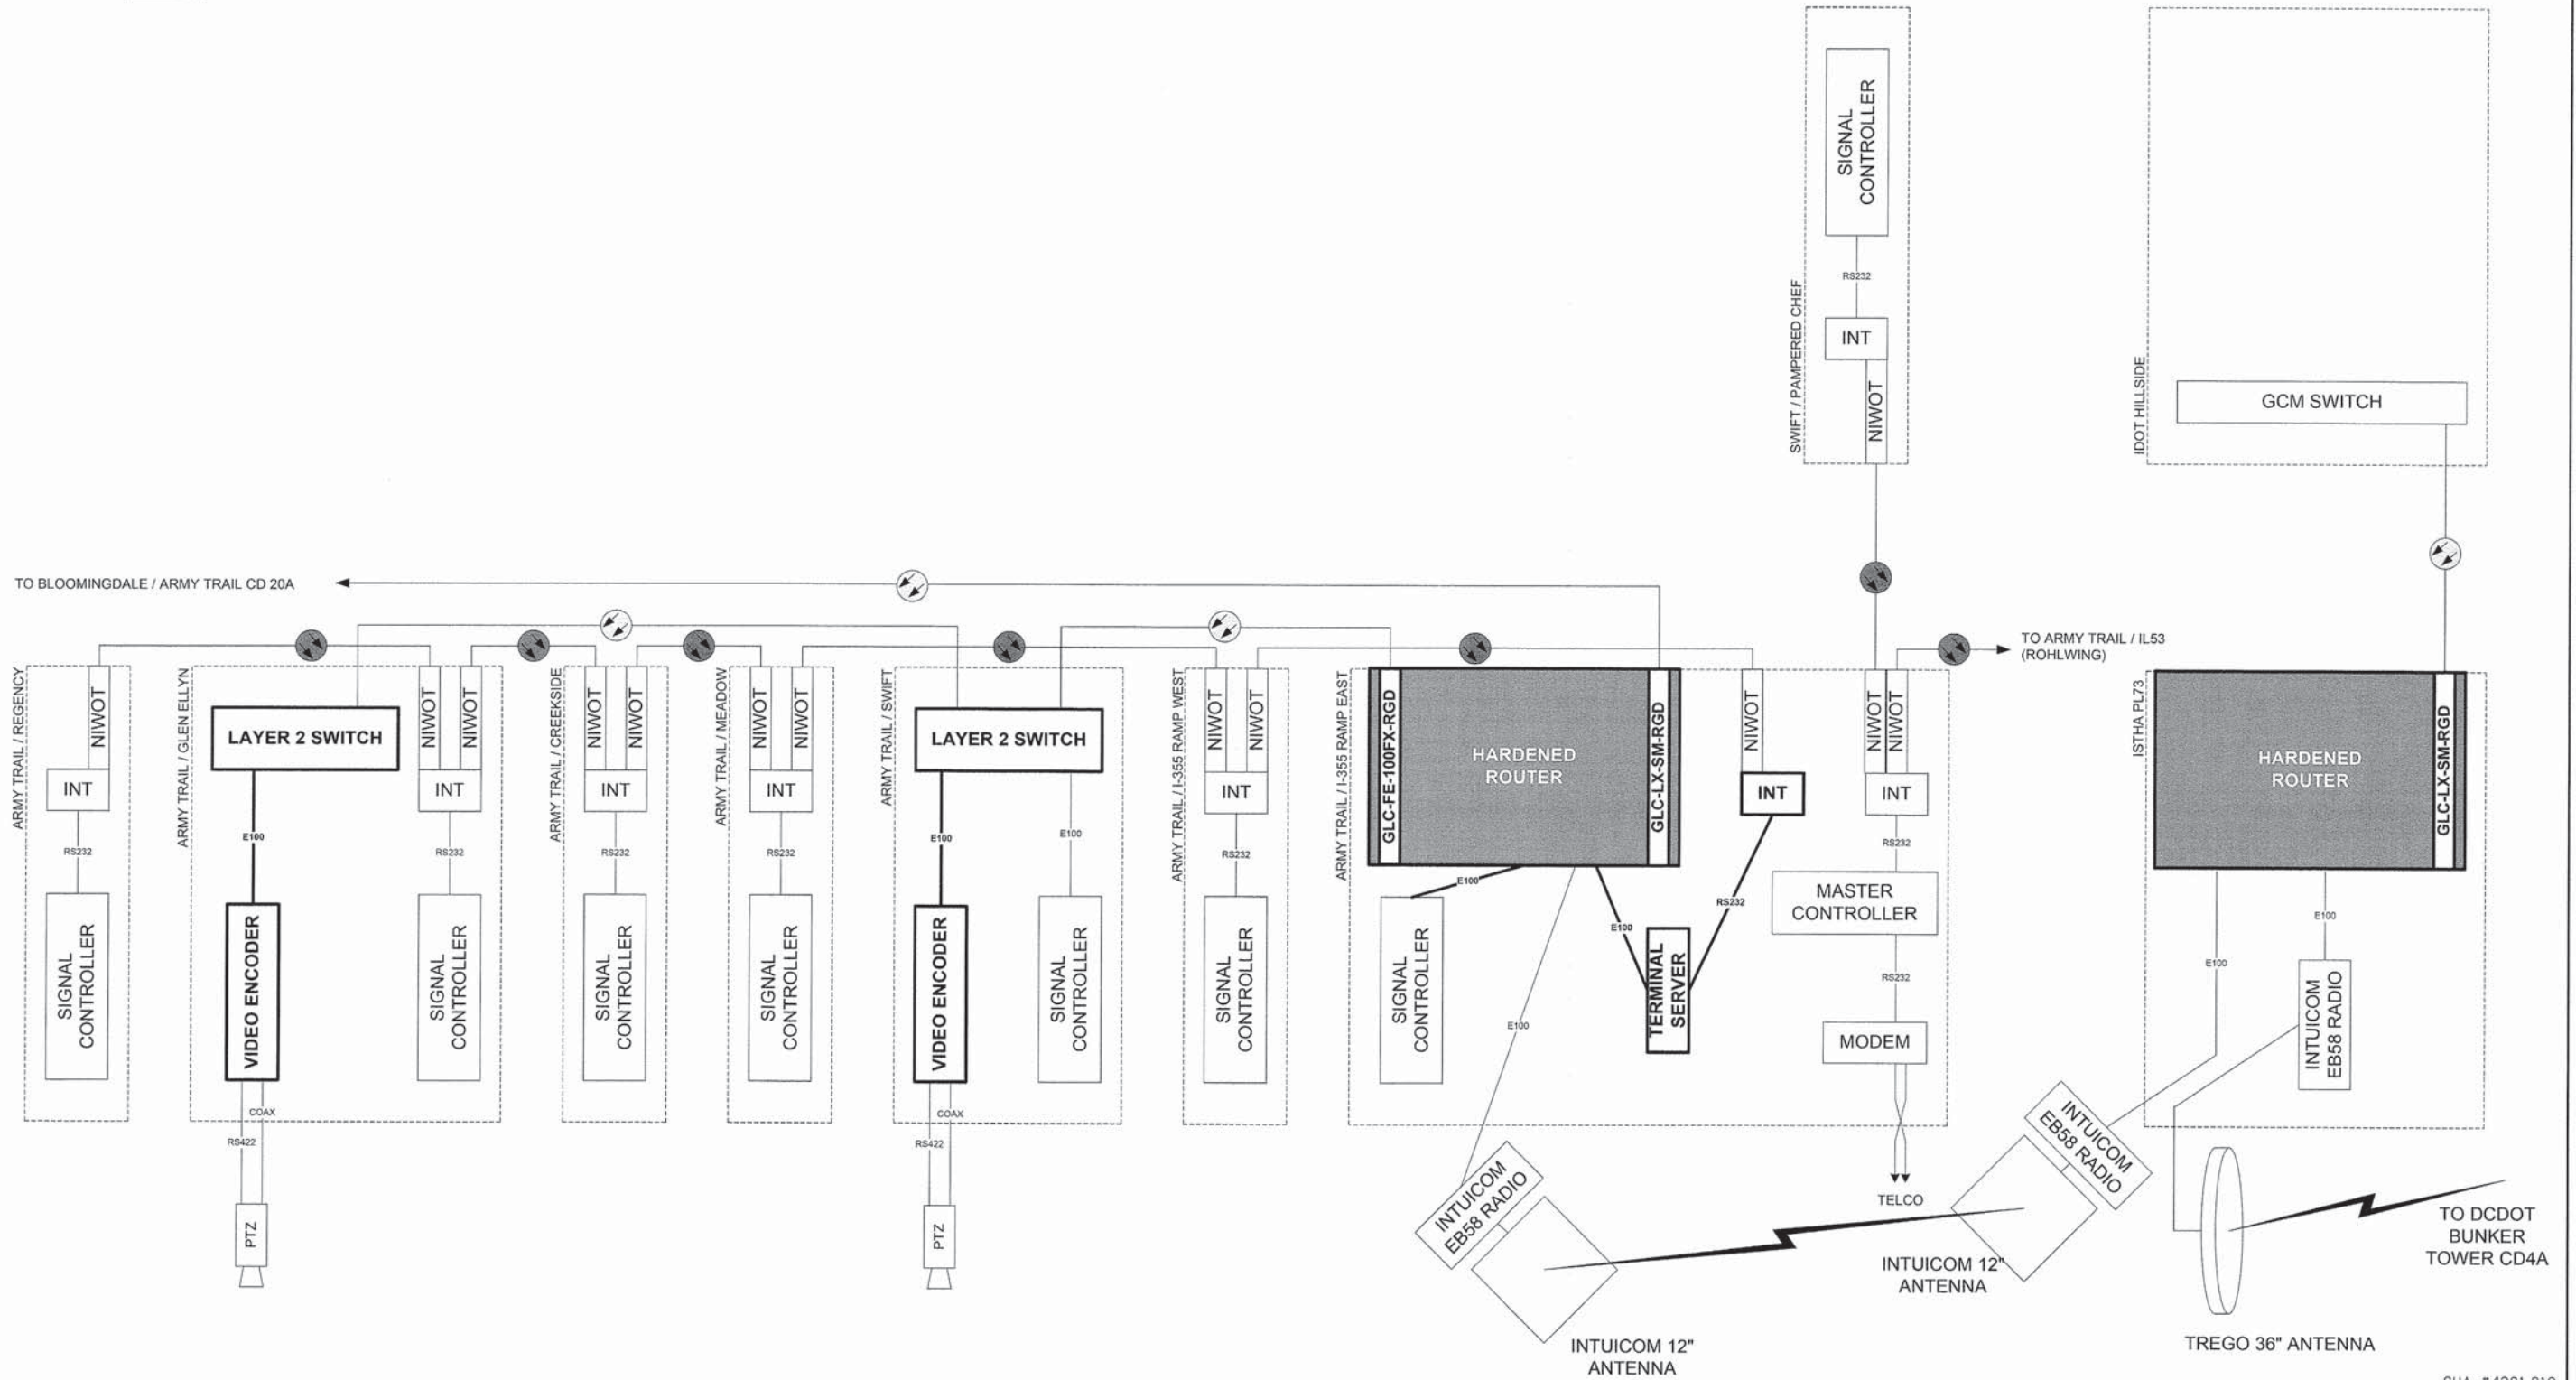 SIGNAL
CONTROLLER
RS232
INT
NIWOT
SWIFT / PAMPERED CHEF
IDOT HILLSIDE
GCM SWITCH
TO BLOOMINGDALE / ARMY TRAIL CD 20A
TO ARMY TRAIL / IL53
(ROHLWING)
ARMY TRAIL / REGENCY
NIWOT
INT
RS232
SIGNAL
CONTROLLER
ARMY TRAIL / GLEN ELLYN
LAYER 2 SWITCH
E100
VIDEO ENCODER
COAX
RS422
PTZ
NIWOT
NIWOT
INT
RS232
SIGNAL
CONTROLLER
ARMY TRAIL / CREEKSIDE
NIWOT
NIWOT
INT
RS232
SIGNAL
CONTROLLER
ARMY TRAIL / MEADOW
NIWOT
NIWOT
INT
RS232
SIGNAL
CONTROLLER
ARMY TRAIL / SWIFT
LAYER 2 SWITCH
E100
E100
VIDEO ENCODER
SIGNAL
CONTROLLER
COAX
RS422
PTZ
ARMY TRAIL / I-355 RAMP WEST
NIWOT
NIWOT
INT
RS232
SIGNAL
CONTROLLER
ARMY TRAIL / I-355 RAMP EAST
GLC-FE-100FX-RGD
HARDENED
ROUTER
GLC-LX-SM-RGD
E100
SIGNAL
CONTROLLER
E100
E100
TERMINAL
SERVER
RS232
NIWOT
INT
NIWOT
NIWOT
INT
RS232
MASTER
CONTROLLER
RS232
MODEM
TELCO
INTUICOM
EB58 RADIO
INTUICOM 12"
ANTENNA
INTUICOM
EB58 RADIO
INTUICOM 12"
ANTENNA
ISTHA PL73
HARDENED
ROUTER
GLC-LX-SM-RGD
E100
E100
INTUICOM
EB58 RADIO
TO DCDOT
BUNKER
TOWER CD4A
TREGO 36" ANTENNA